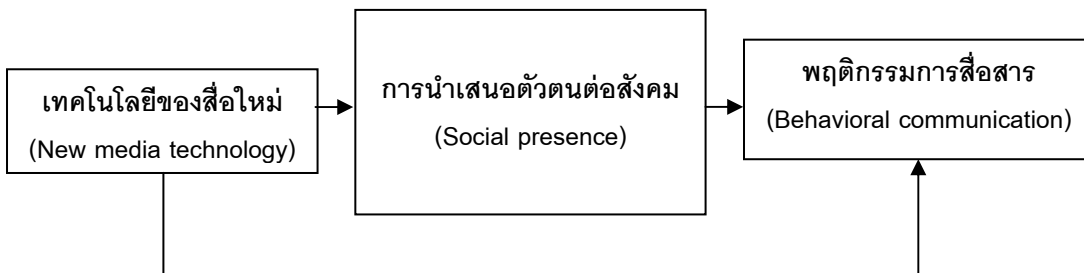 เทคโนโลยีของสื่อใหม่
(New media technology)
การนำเสนอตัวตนต่อสังคม
(Social presence)
พฤติกรรมการสื่อสาร
(Behavioral communication)